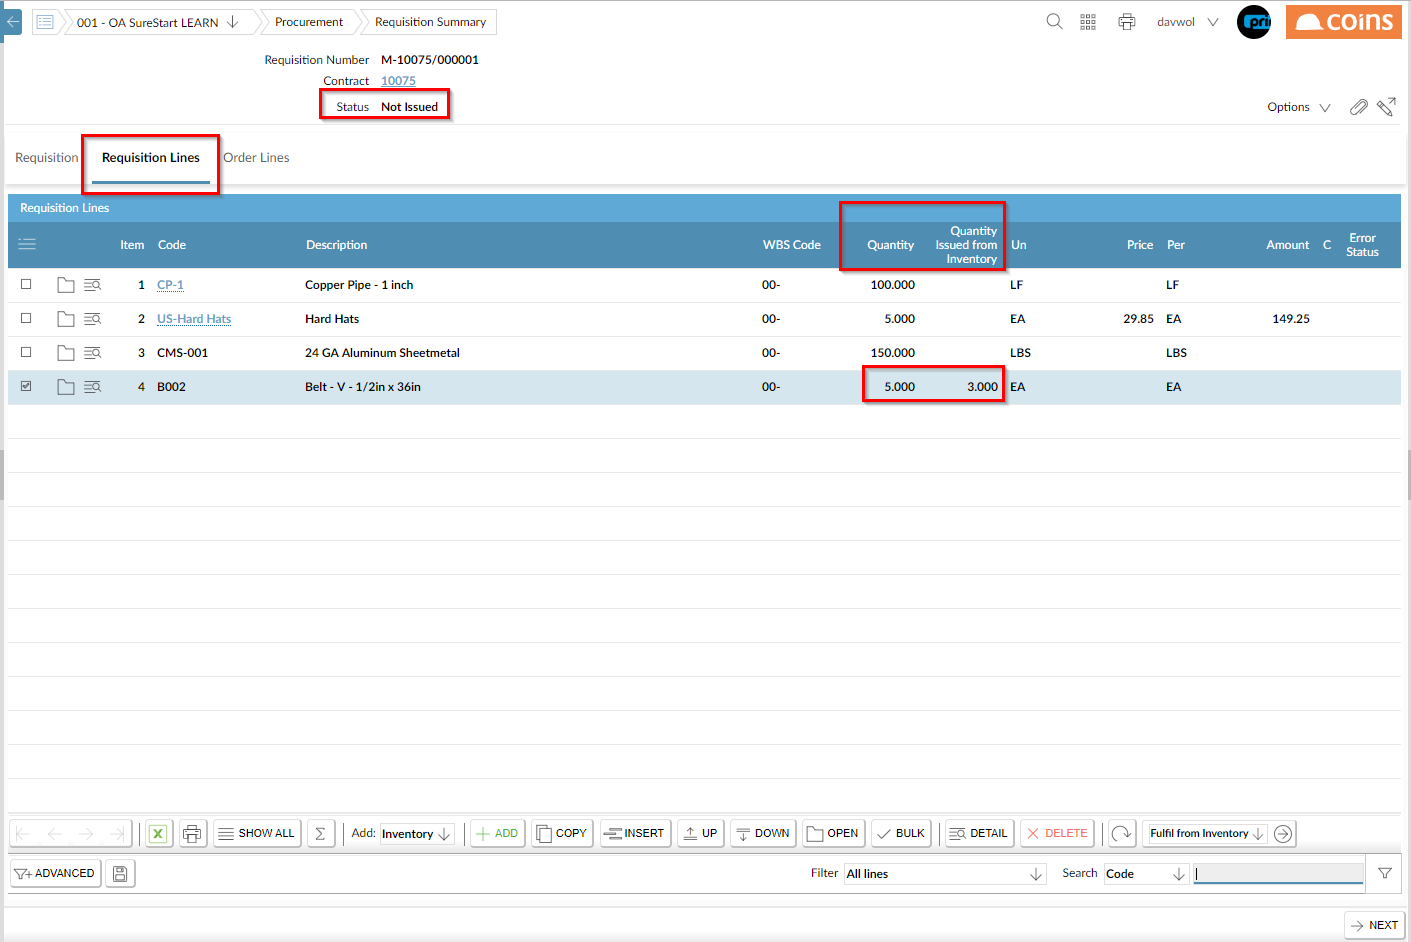 001 - OA SureStart LEARN Procurement Requisition Summary davwol pri coins
Requisition Number M-10075/000001
Contract 10075
Status Not Issued
Options
Requisition Requisition Lines Order Lines
Requisition Lines
Item Code Description WBS Code Quantity Quantity Issued from Inventory Un Price Per Amount C Error Status
1 CP-1 Copper Pipe - 1 inch 00- 100.000 LF LF
2 US-Hard Hats Hard Hats 00- 5.000 EA 29.85 EA 149.25
3 CMS-001 24 GA Aluminum Sheetmetal 00- 150.000 LBS LBS
4 B002 Belt - V - 1/2in x 36in 00- 5.000 3.000 EA EA
X SHOW ALL Σ Add: Inventory ADD COPY INSERT UP DOWN OPEN BULK DETAIL DELETE Fulfil from Inventory
ADVANCED Filter All lines Search Code
NEXT